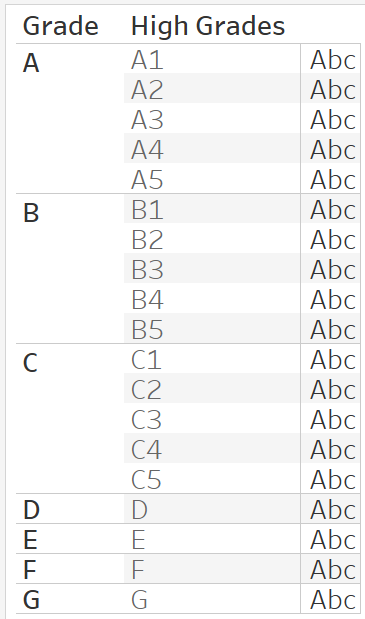 Grade High Grades
A A1 Abc
A2 Abc
A3 Abc
A4 Abc
A5 Abc
B B1 Abc
B2 Abc
B3 Abc
B4 Abc
B5 Abc
C C1 Abc
C2 Abc
C3 Abc
C4 Abc
C5 Abc
D D Abc
E E Abc
F F Abc
G G Abc